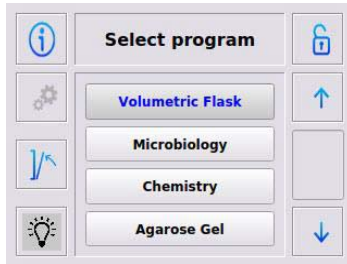 Select program
Volumetric Flask
Microbiology
Chemistry
Agarose Gel